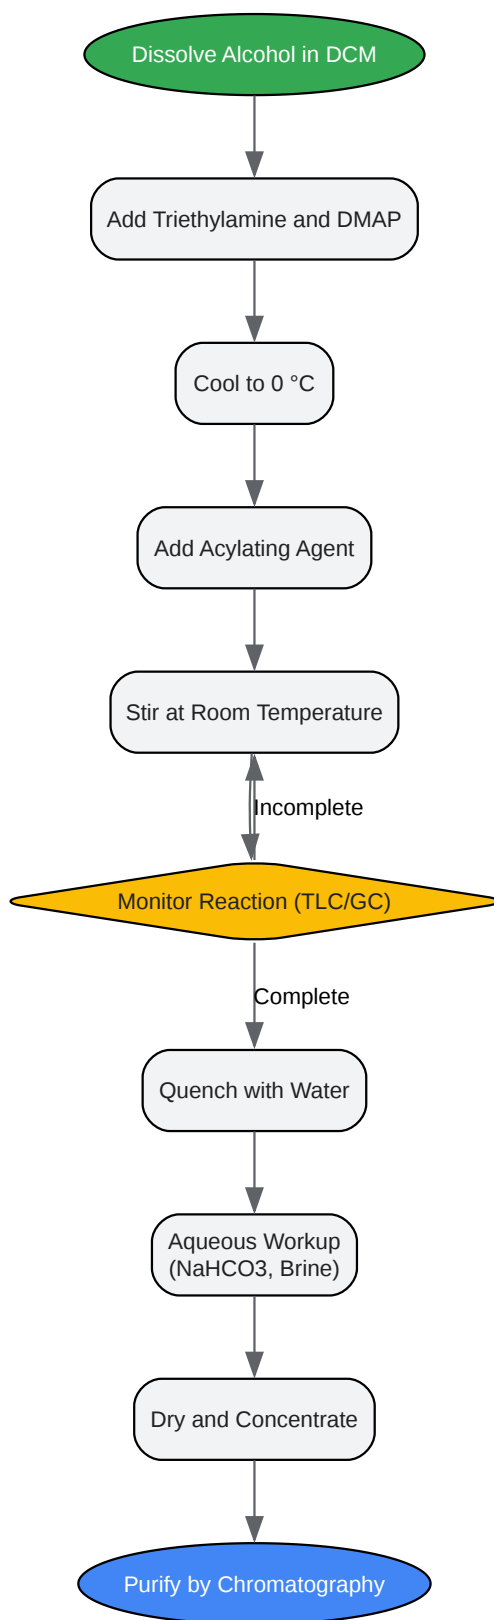 Dissolve Alcohol in DCM
Add Triethylamine and DMAP
Cool to 0 °C
Add Acylating Agent
Stir at Room Temperature
Incomplete
Monitor Reaction (TLC/GC)
Complete
Quench with Water
Aqueous Workup
(NaHCO3, Brine)
Dry and Concentrate
Purify by Chromatography